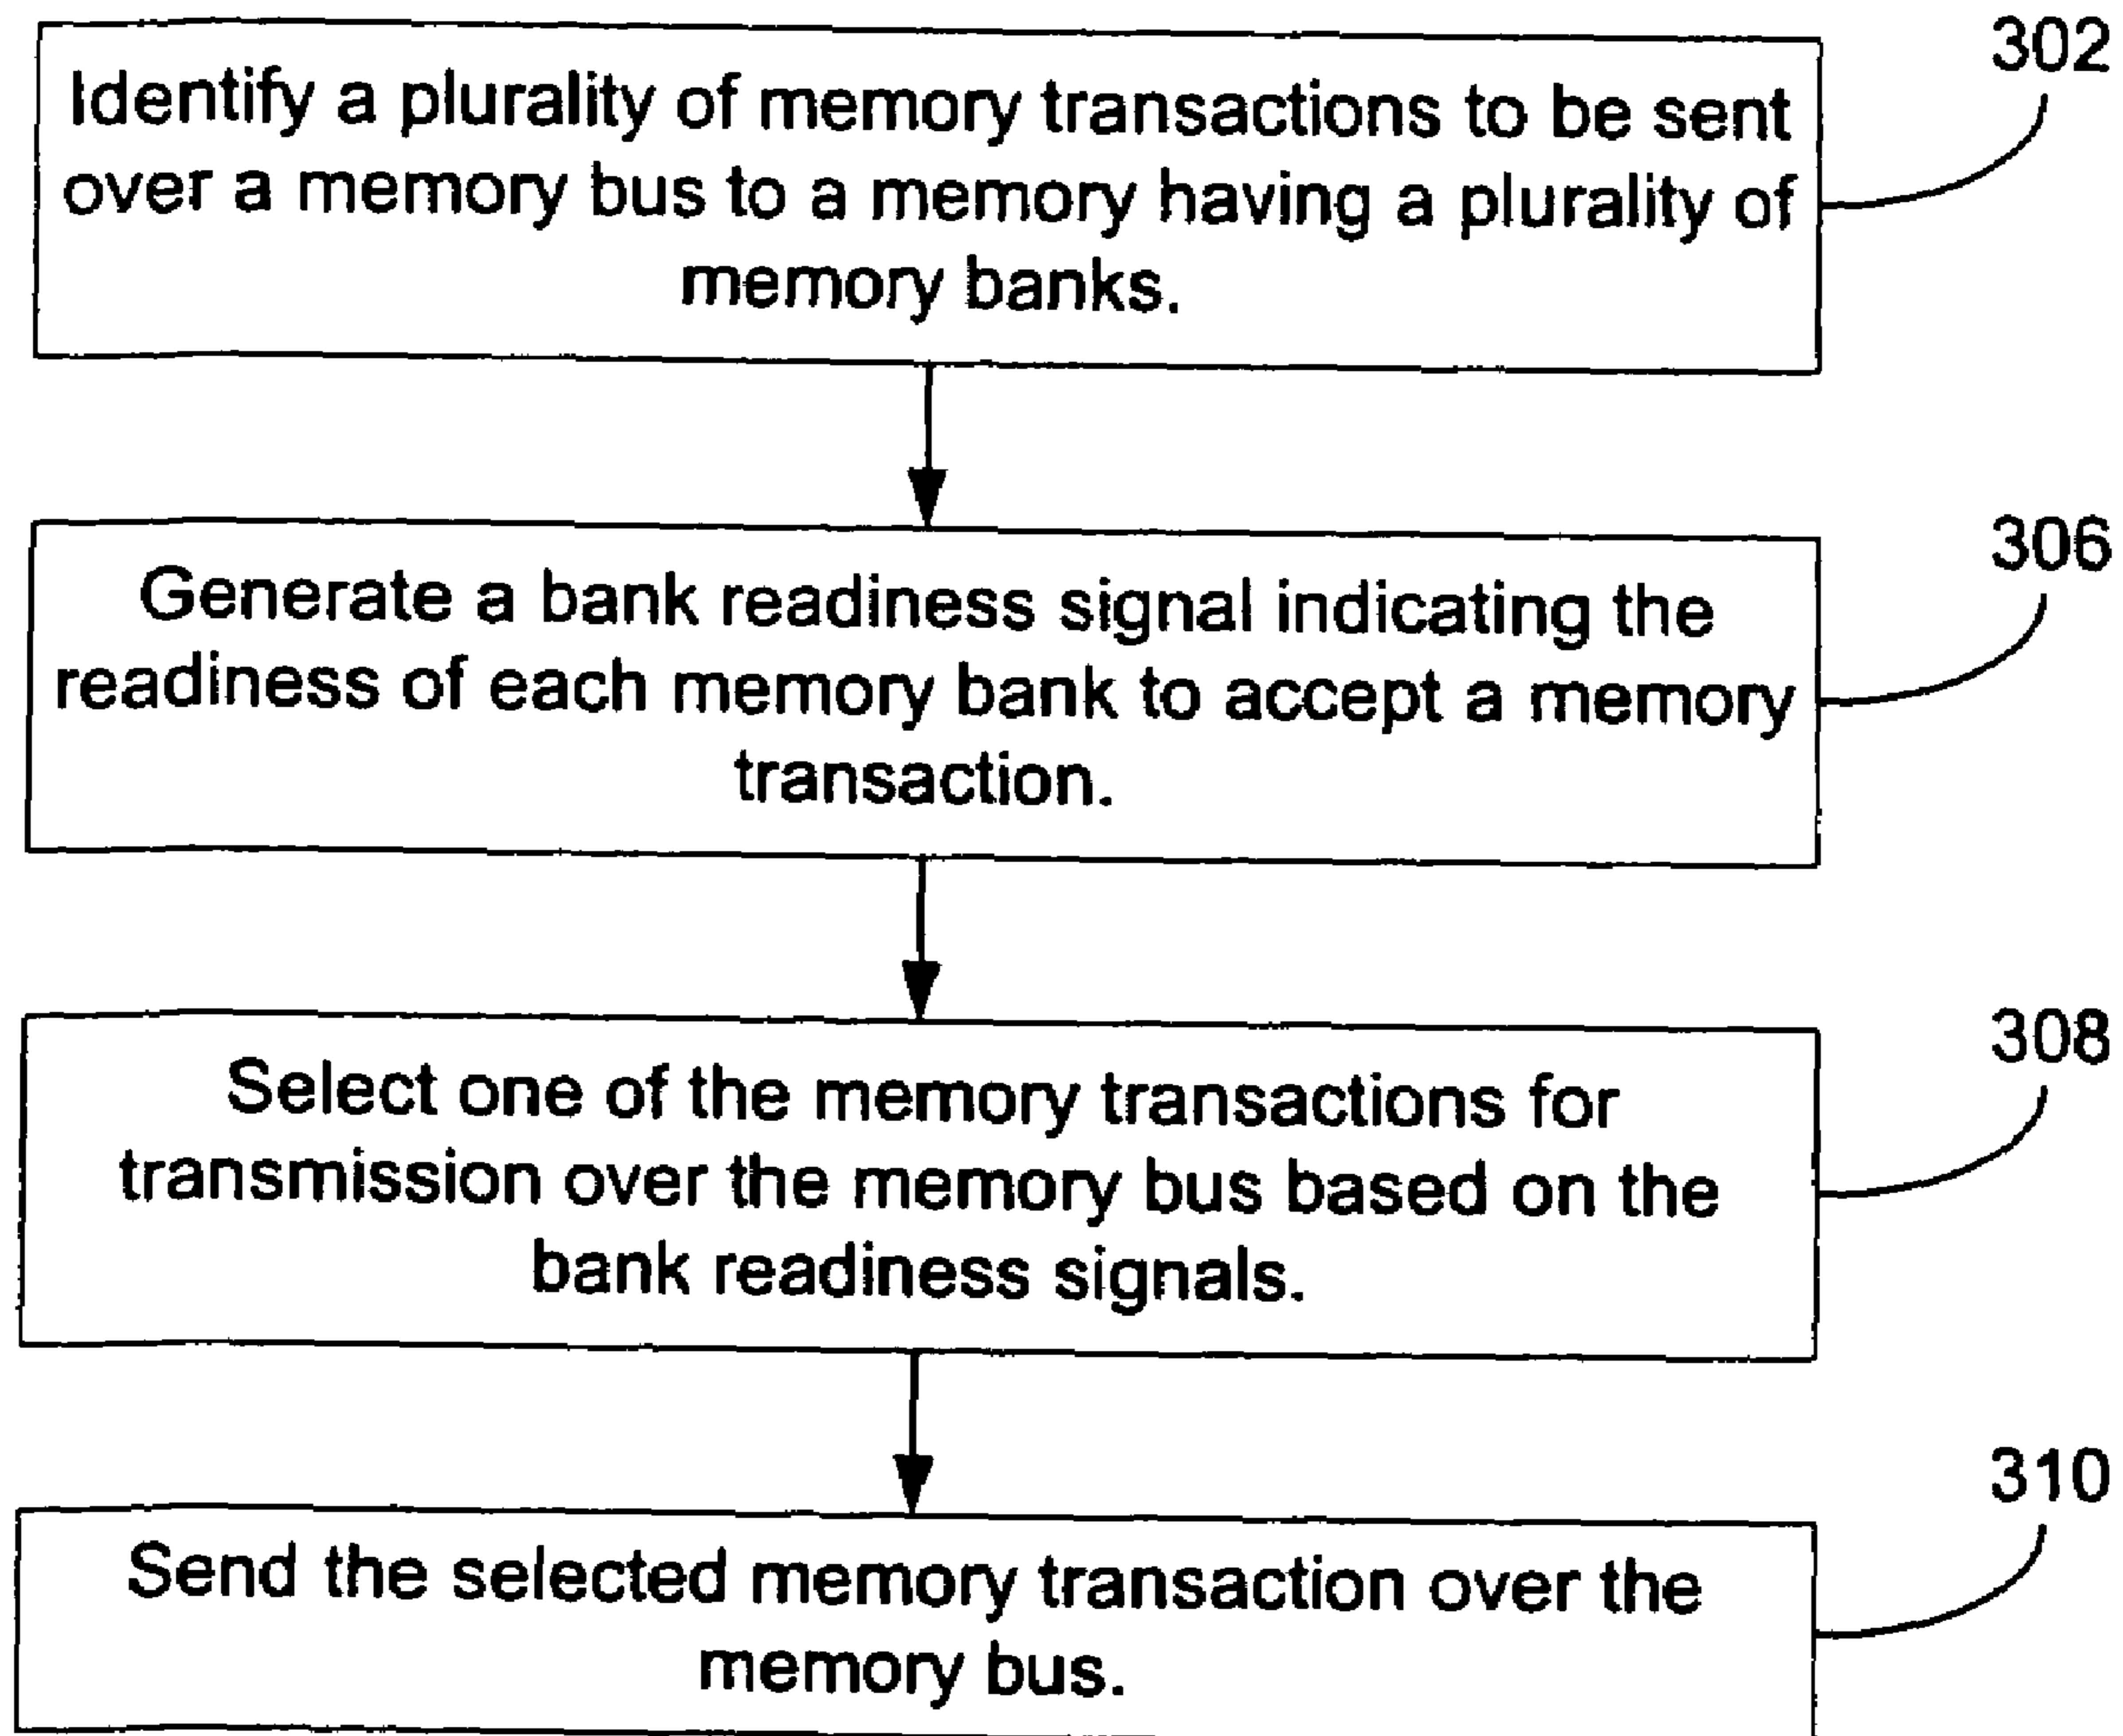 302
Identify a plurality of memory transactions to be sent
over a memory bus to a memory having a plurality of
memory banks.
306
Generate a bank readiness signal indicating the
readiness of each memory bank to accept a memory
transaction.
308
Select one of the memory transactions for
transmission over the memory bus based on the
bank readiness signals.
310
Send the selected memory transaction over the
memory bus.